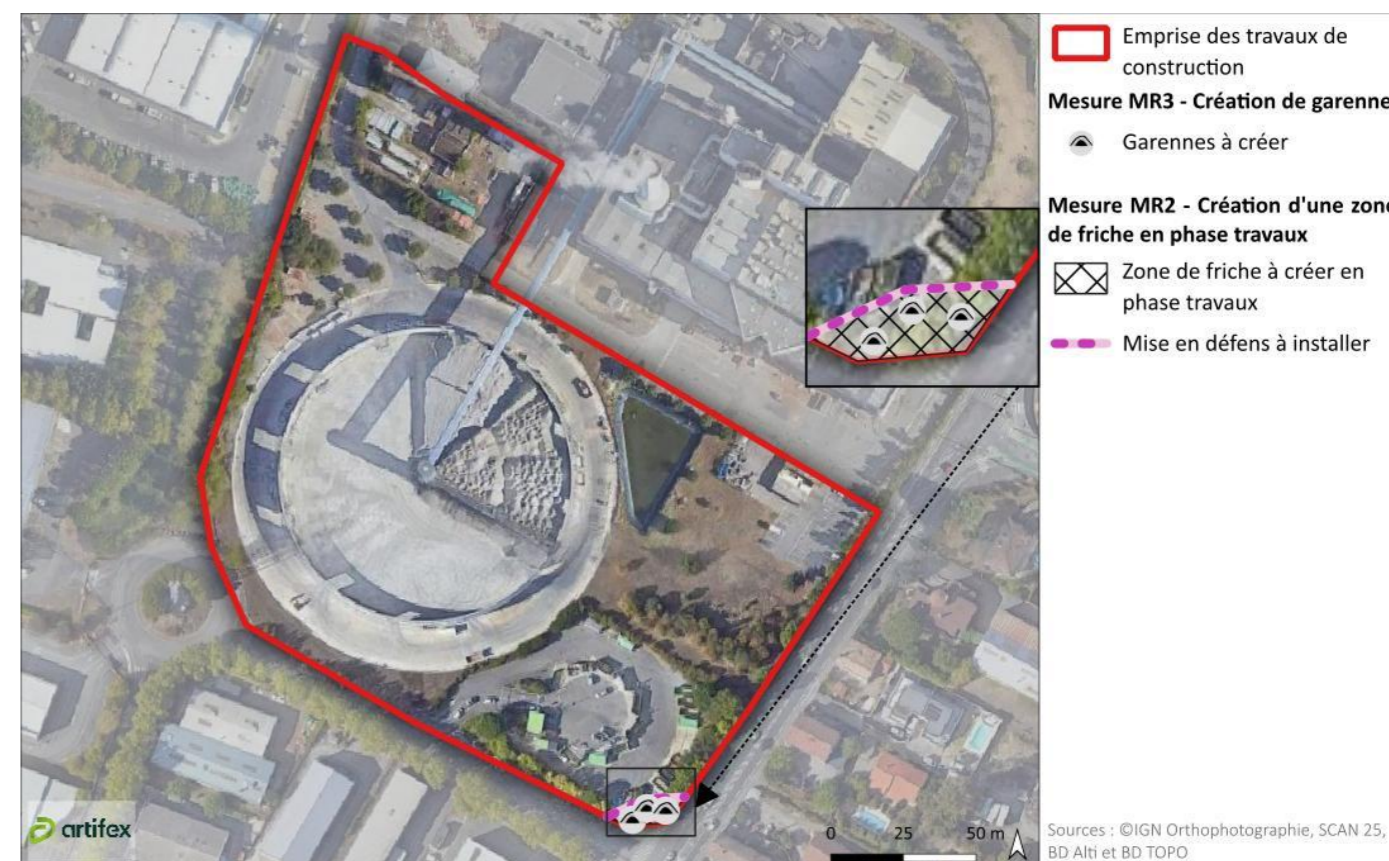 Emprise des travaux de
construction
Mesure MR3 - Création de garenne
Garennes à créer
Mesure MR2 - Création d'une zone
de friche en phase travaux
Zone de friche à créer en
phase travaux
Mise en défens à installer
artifex
0 25 50 m
Sources : ©IGN Orthophotographie, SCAN 25,
BD Alti et BD TOPO